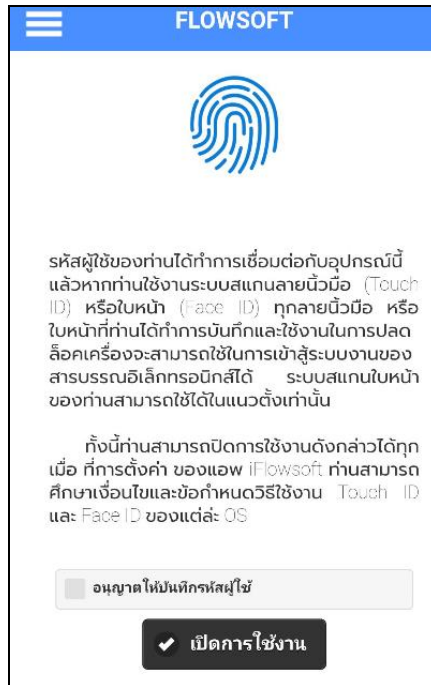 FLOWSOFT
รหัสผู้ใช้ของท่านได้ทำการเชื่อมต่อกับอุปกรณ์นี้
แล้วหากท่านใช้งานระบบสแกนลายนิ้วมือ (Touch
ID) หรือใบหน้า (Face ID) ทุกลายนิ้วมือ หรือ
ใบหน้าที่ท่านได้ทำการบันทึกและใช้งานในการปลด
ล็อคเครื่องจะสามารถใช้ในการเข้าสู่ระบบงานของ
สารบรรณอิเล็กทรอนิกส์ได้ ระบบสแกนใบหน้า
ของท่านสามารถใช้ได้ในแนวตั้งเท่านั้น
ทั้งนี้ท่านสามารถปิดการใช้งานดังกล่าวได้ทุก
เมื่อ ที่การตั้งค่า ของแอพ iFlowsoft ท่านสามารถ
ศึกษาเงื่อนไขและข้อกำหนดวิธีใช้งาน Touch ID
และ Face ID ของแต่ล่ะ OS
อนุญาตให้บันทึกรหัสผู้ใช้
เปิดการใช้งาน